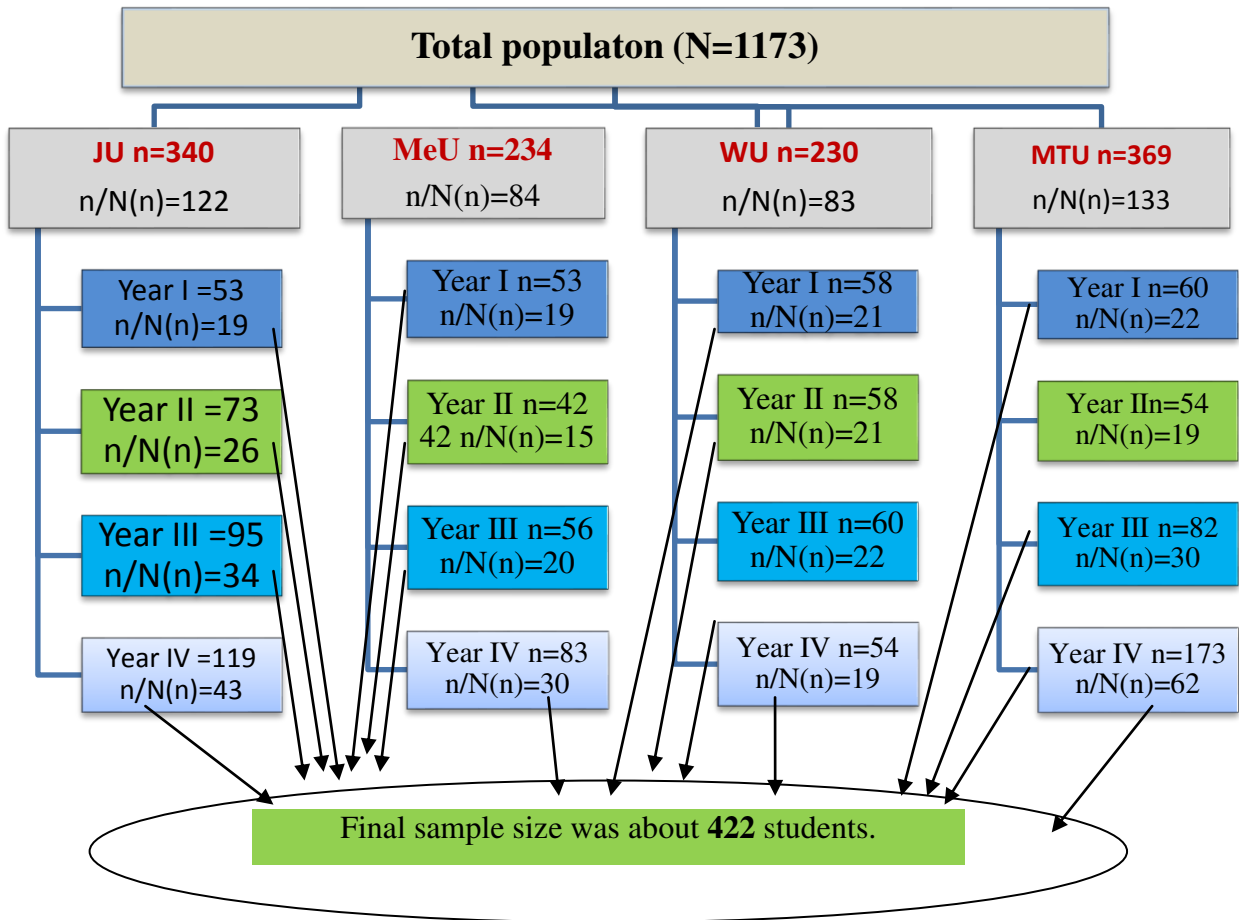 Total populaton (N=1173)
JU n=340
n/N(n)=122
MeU n=234
n/N(n)=84
WU n=230
n/N(n)=83
MTU n=369
n/N(n)=133
Year I =53
n/N(n)=19
Year II =73
n/N(n)=26
Year III =95
n/N(n)=34
Year IV =119
n/N(n)=43
Year I n=53
n/N(n)=19
Year II n=42
42 n/N(n)=15
Year III n=56
n/N(n)=20
Year IV n=83
n/N(n)=30
Year I n=58
n/N(n)=21
Year II n=58
n/N(n)=21
Year III n=60
n/N(n)=22
Year IV n=54
n/N(n)=19
Year I n=60
n/N(n)=22
Year IIn=54
n/N(n)=19
Year III n=82
n/N(n)=30
Year IV n=173
n/N(n)=62
Final sample size was about 422 students.